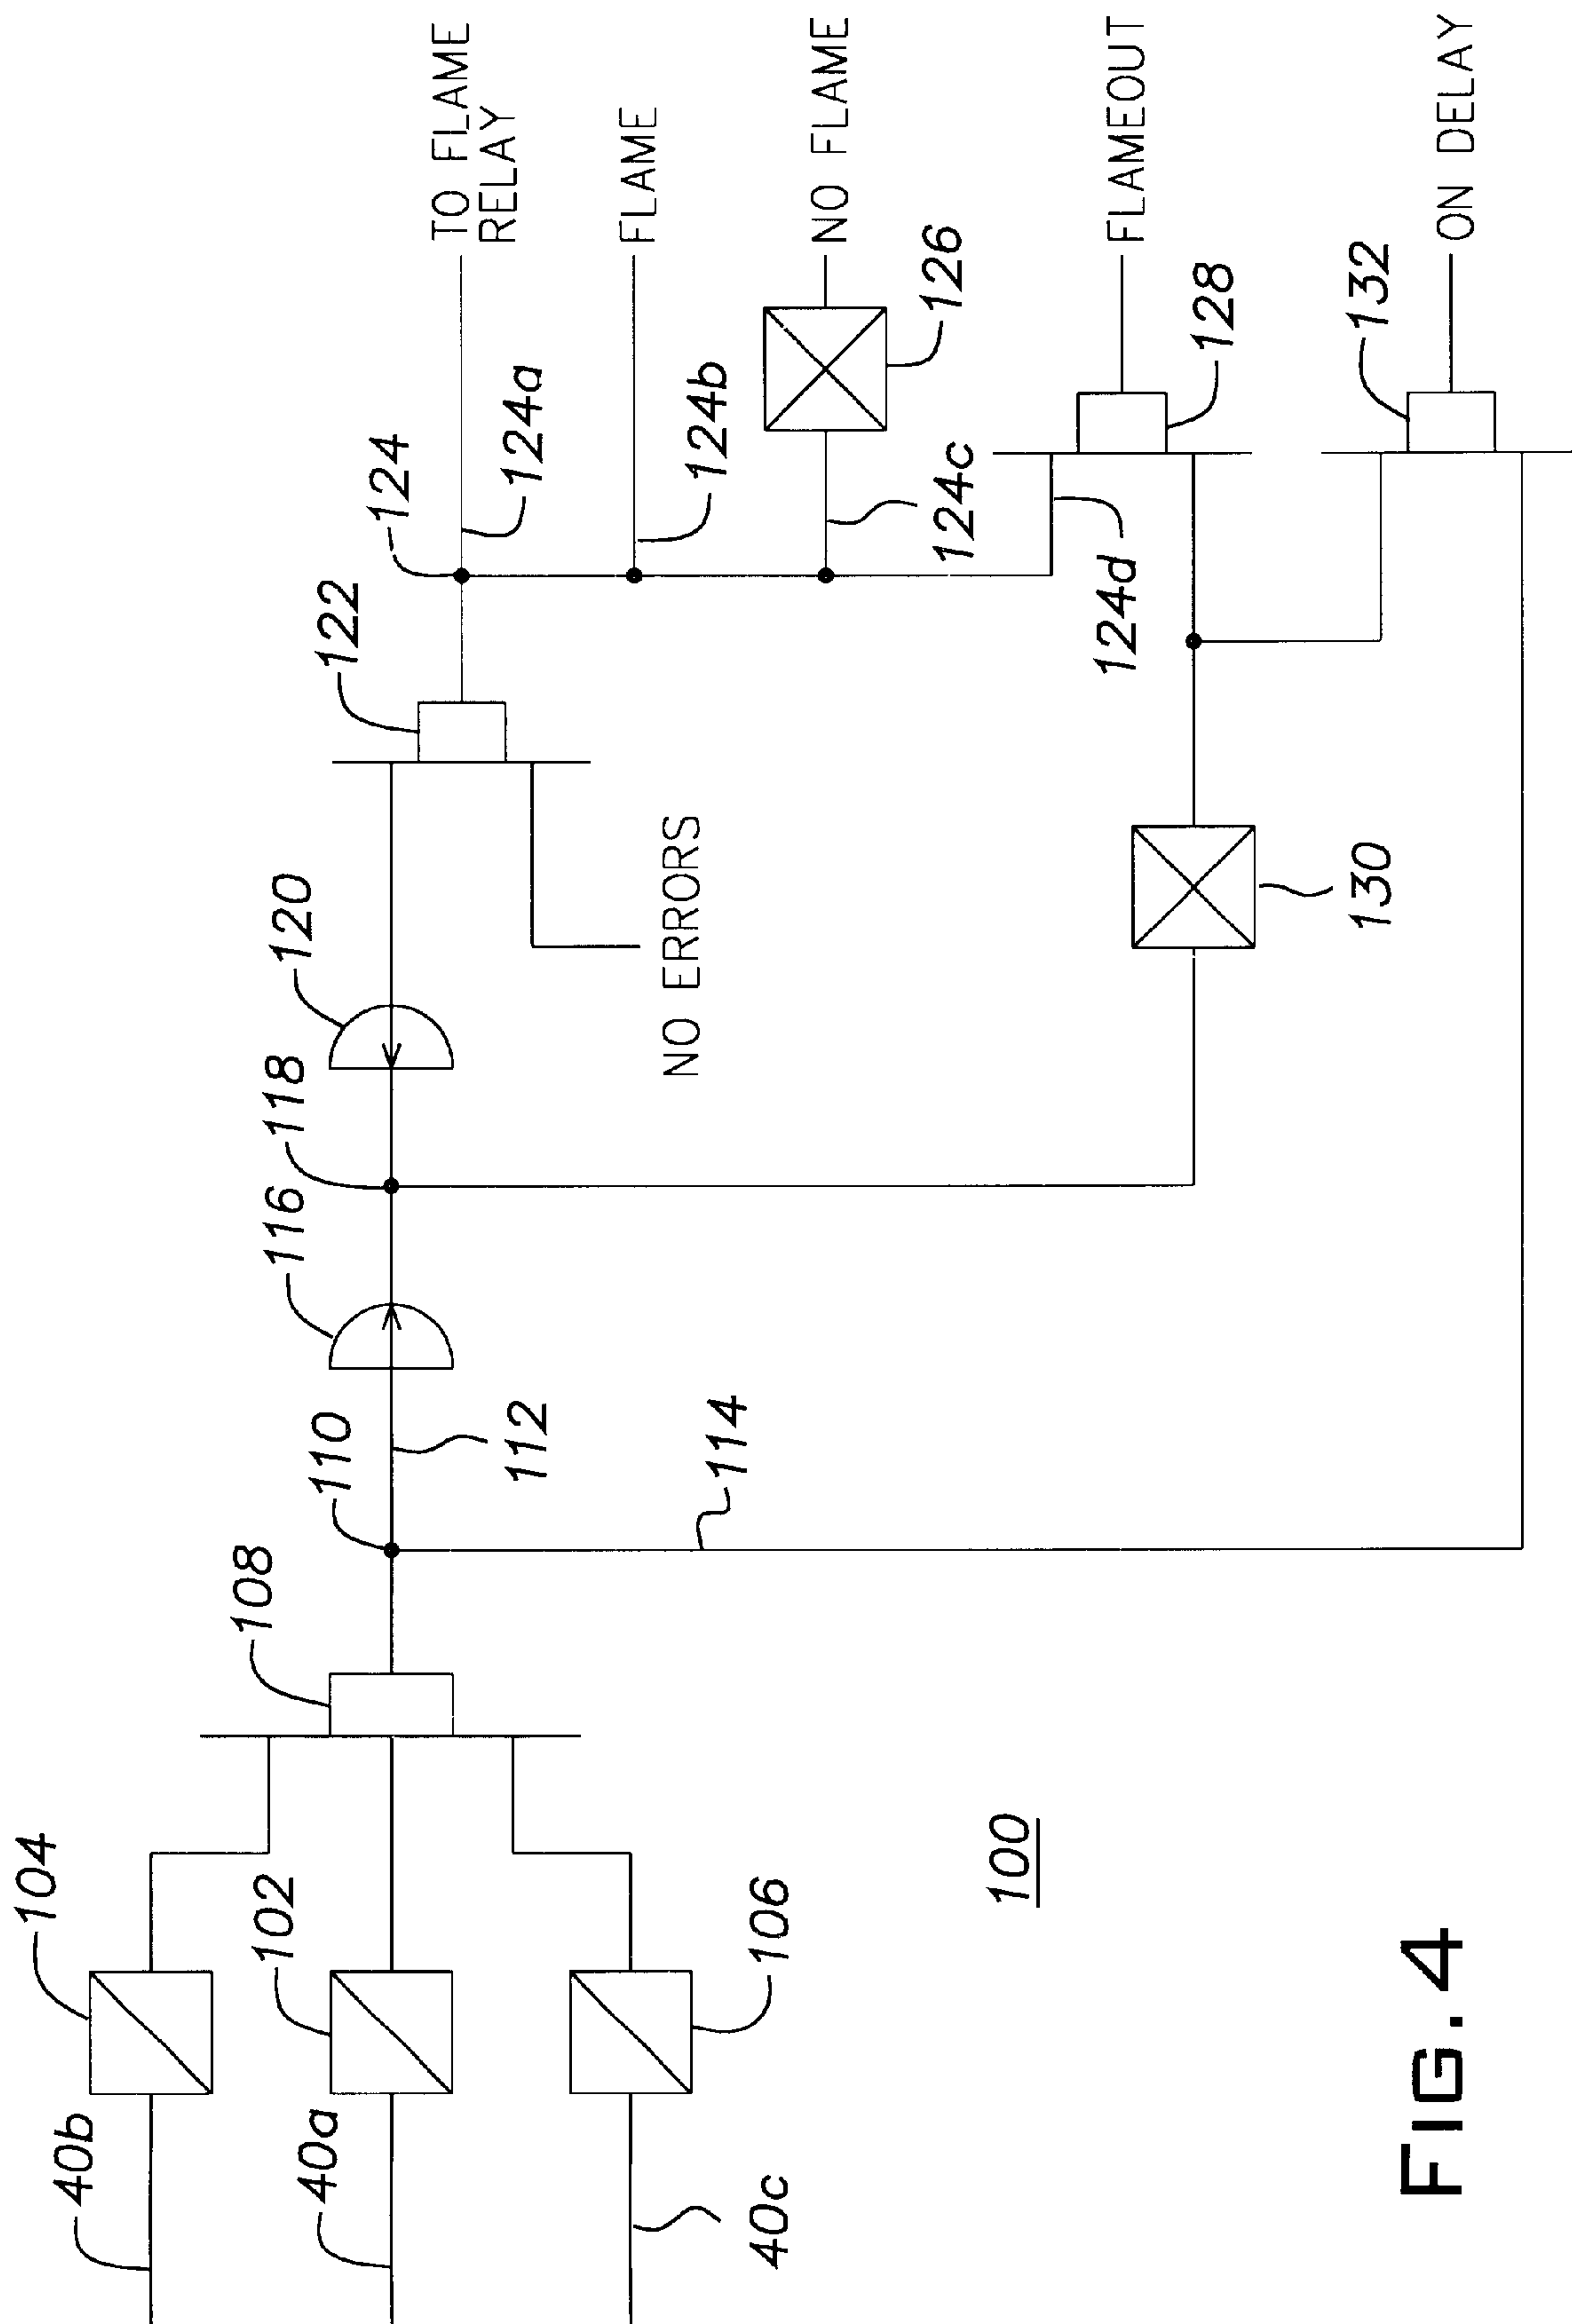 104
40b
102
40a
106
40c
108
110
112
114
116
118
120
122
NO ERRORS
124
124a
TO FLAME
RELAY
124b
FLAME
124c
126
NO FLAME
124d
128
FLAMEOUT
130
132
ON DELAY
100
FIG. 4